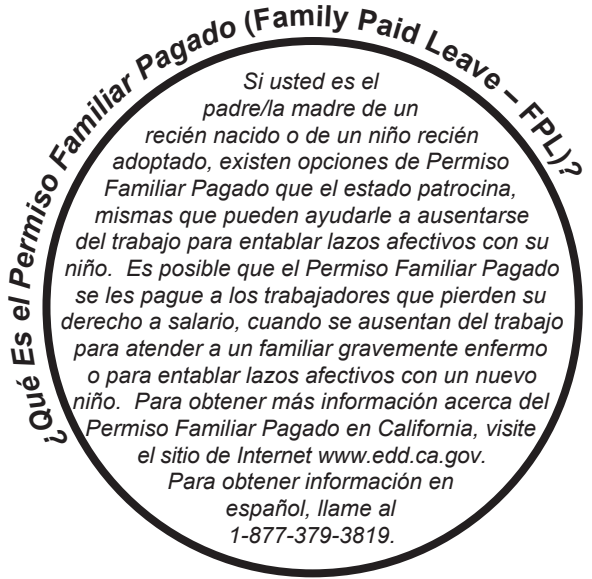 ¿Qué Es el Permiso Familiar Pagado (Family Paid Leave – FPL)?
Si usted es el
padre/la madre de un
recién nacido o de un niño recién
adoptado, existen opciones de Permiso
Familiar Pagado que el estado patrocina,
mismas que pueden ayudarle a ausentarse
del trabajo para entablar lazos afectivos con su
niño. Es posible que el Permiso Familiar Pagado
se les pague a los trabajadores que pierden su
derecho a salario, cuando se ausentan del trabajo
para atender a un familiar gravemente enfermo
o para entablar lazos afectivos con un nuevo
niño. Para obtener más información acerca del
Permiso Familiar Pagado en California, visite
el sitio de Internet www.edd.ca.gov.
Para obtener información en
español, llame al
1-877-379-3819.